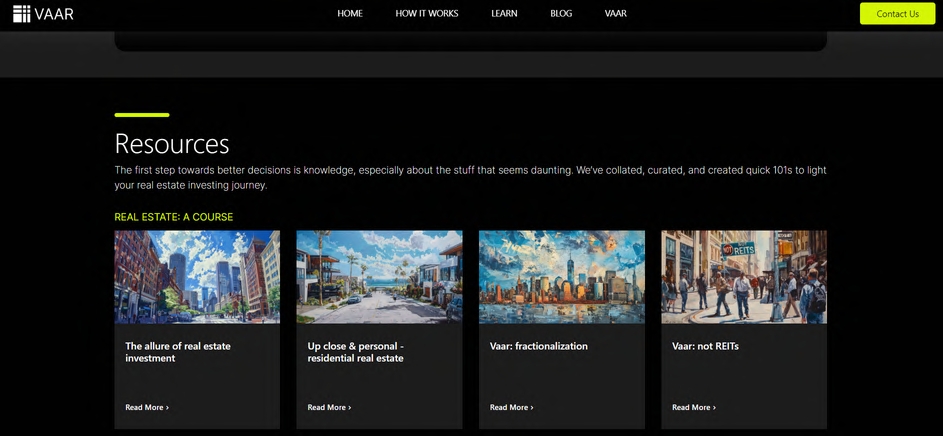 VAAR
HOME
HOW IT WORKS
LEARN
BLOG
VAAR
Contact Us
Resources
The first step towards better decisions is knowledge, especially about the stuff that seems daunting. We've collated, curated, and created quick 101s to light
your real estate investing journey.
REAL ESTATE: A COURSE
NOT
REITS
The allure of real estate
investment
Read More ›
Up close & personal -
residential real estate
Read More ›
Vaar: fractionalization
Read More ›
Vaar: not REITs
Read More ›